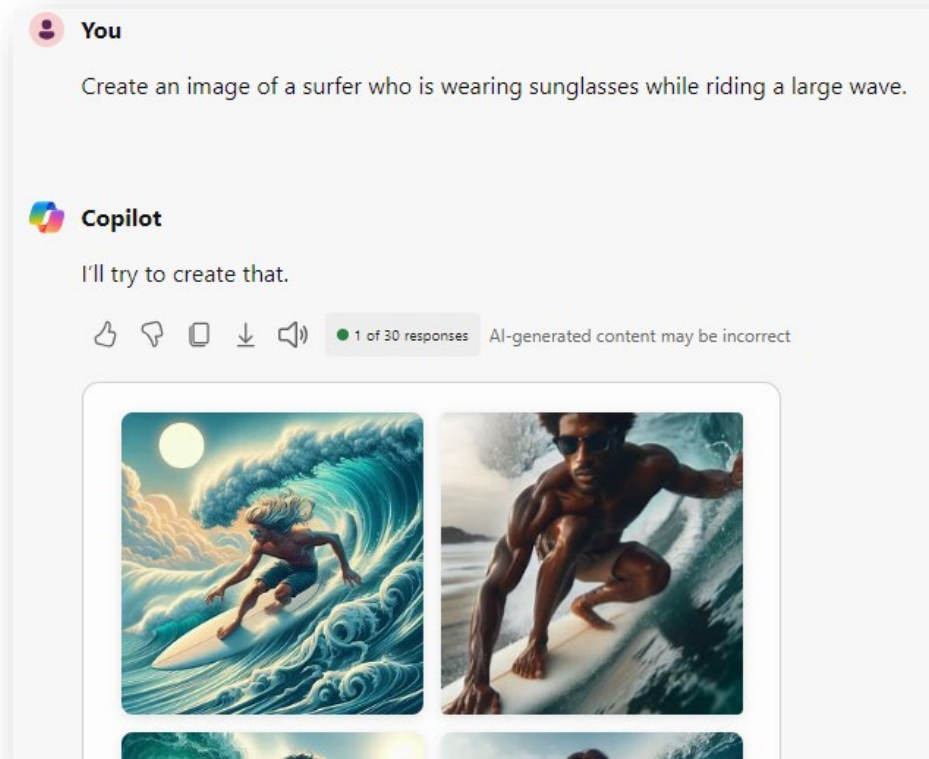 You
Create an image of a surfer who is wearing sunglasses while riding a large wave.
Copilot
I'll try to create that.
1 of 30 responses AI-generated content may be incorrect